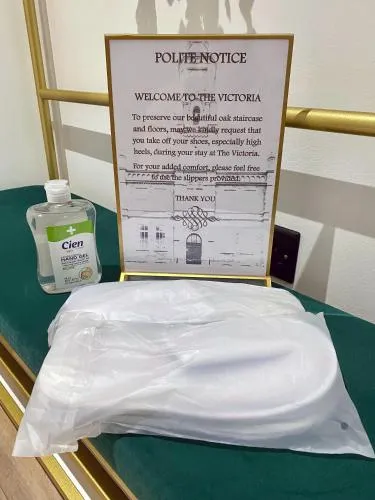 POLITE NOTICE
WELCOME TO THE VICTORIA
To preserve our beautiful oak staircase
and floors, may we kindly request that
you take off your shoes, especially high
heels, during your stay at The Victoria.
For your added comfort, please feel free
to use the slippers provided.
THANK YOU
Cien
HAND GEL